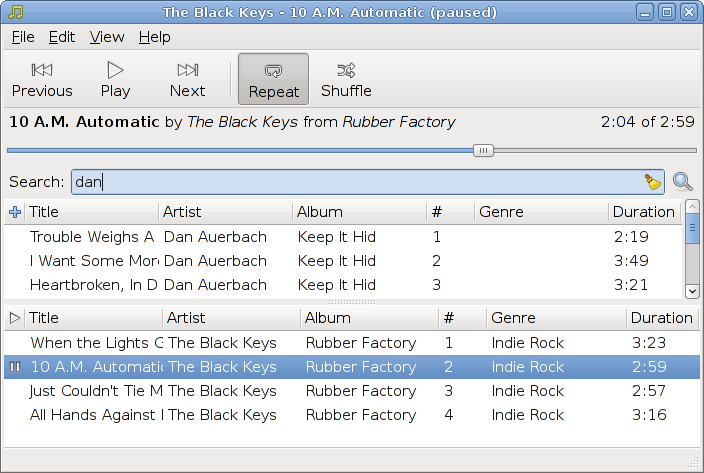 The Black Keys - 10 A.M. Automatic (paused)
File Edit View Help
Previous Play Next Repeat Shuffle
10 A.M. Automatic by The Black Keys from Rubber Factory 2:04 of 2:59
Search: dan
Title Artist Album # Genre Duration
Trouble Weighs A Dan Auerbach Keep It Hid 1 2:19
I Want Some More Dan Auerbach Keep It Hid 2 3:49
Heartbroken, In D Dan Auerbach Keep It Hid 3 3:21
Title Artist Album # Genre Duration
When the Lights G The Black Keys Rubber Factory 1 Indie Rock 3:23
10 A.M. Automatic The Black Keys Rubber Factory 2 Indie Rock 2:59
Just Couldn't Tie M The Black Keys Rubber Factory 3 Indie Rock 2:57
All Hands Against The Black Keys Rubber Factory 4 Indie Rock 3:16